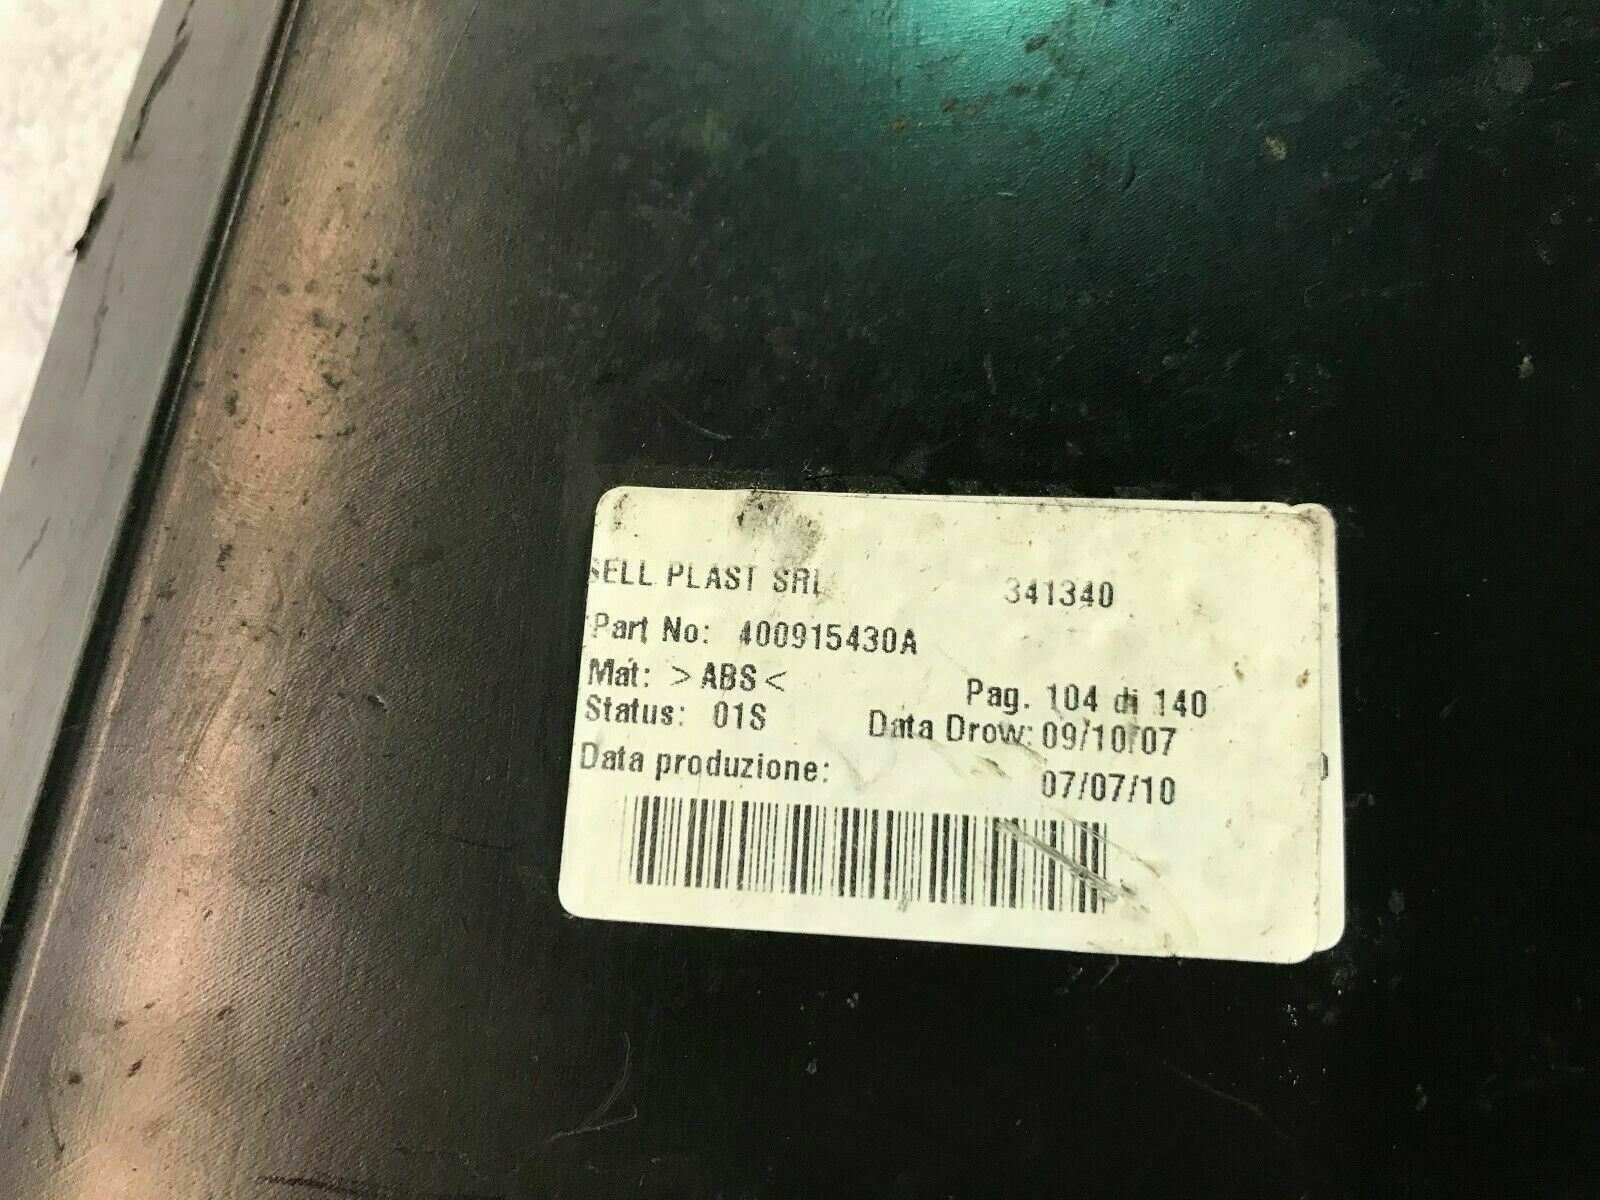 SELL PLAST SRL 341340
Part No: 400915430A
Mat: >ABS< Pag. 104 di 140
Status: 01S Data Drow: 09/10/07
Data produzione: 07/07/10